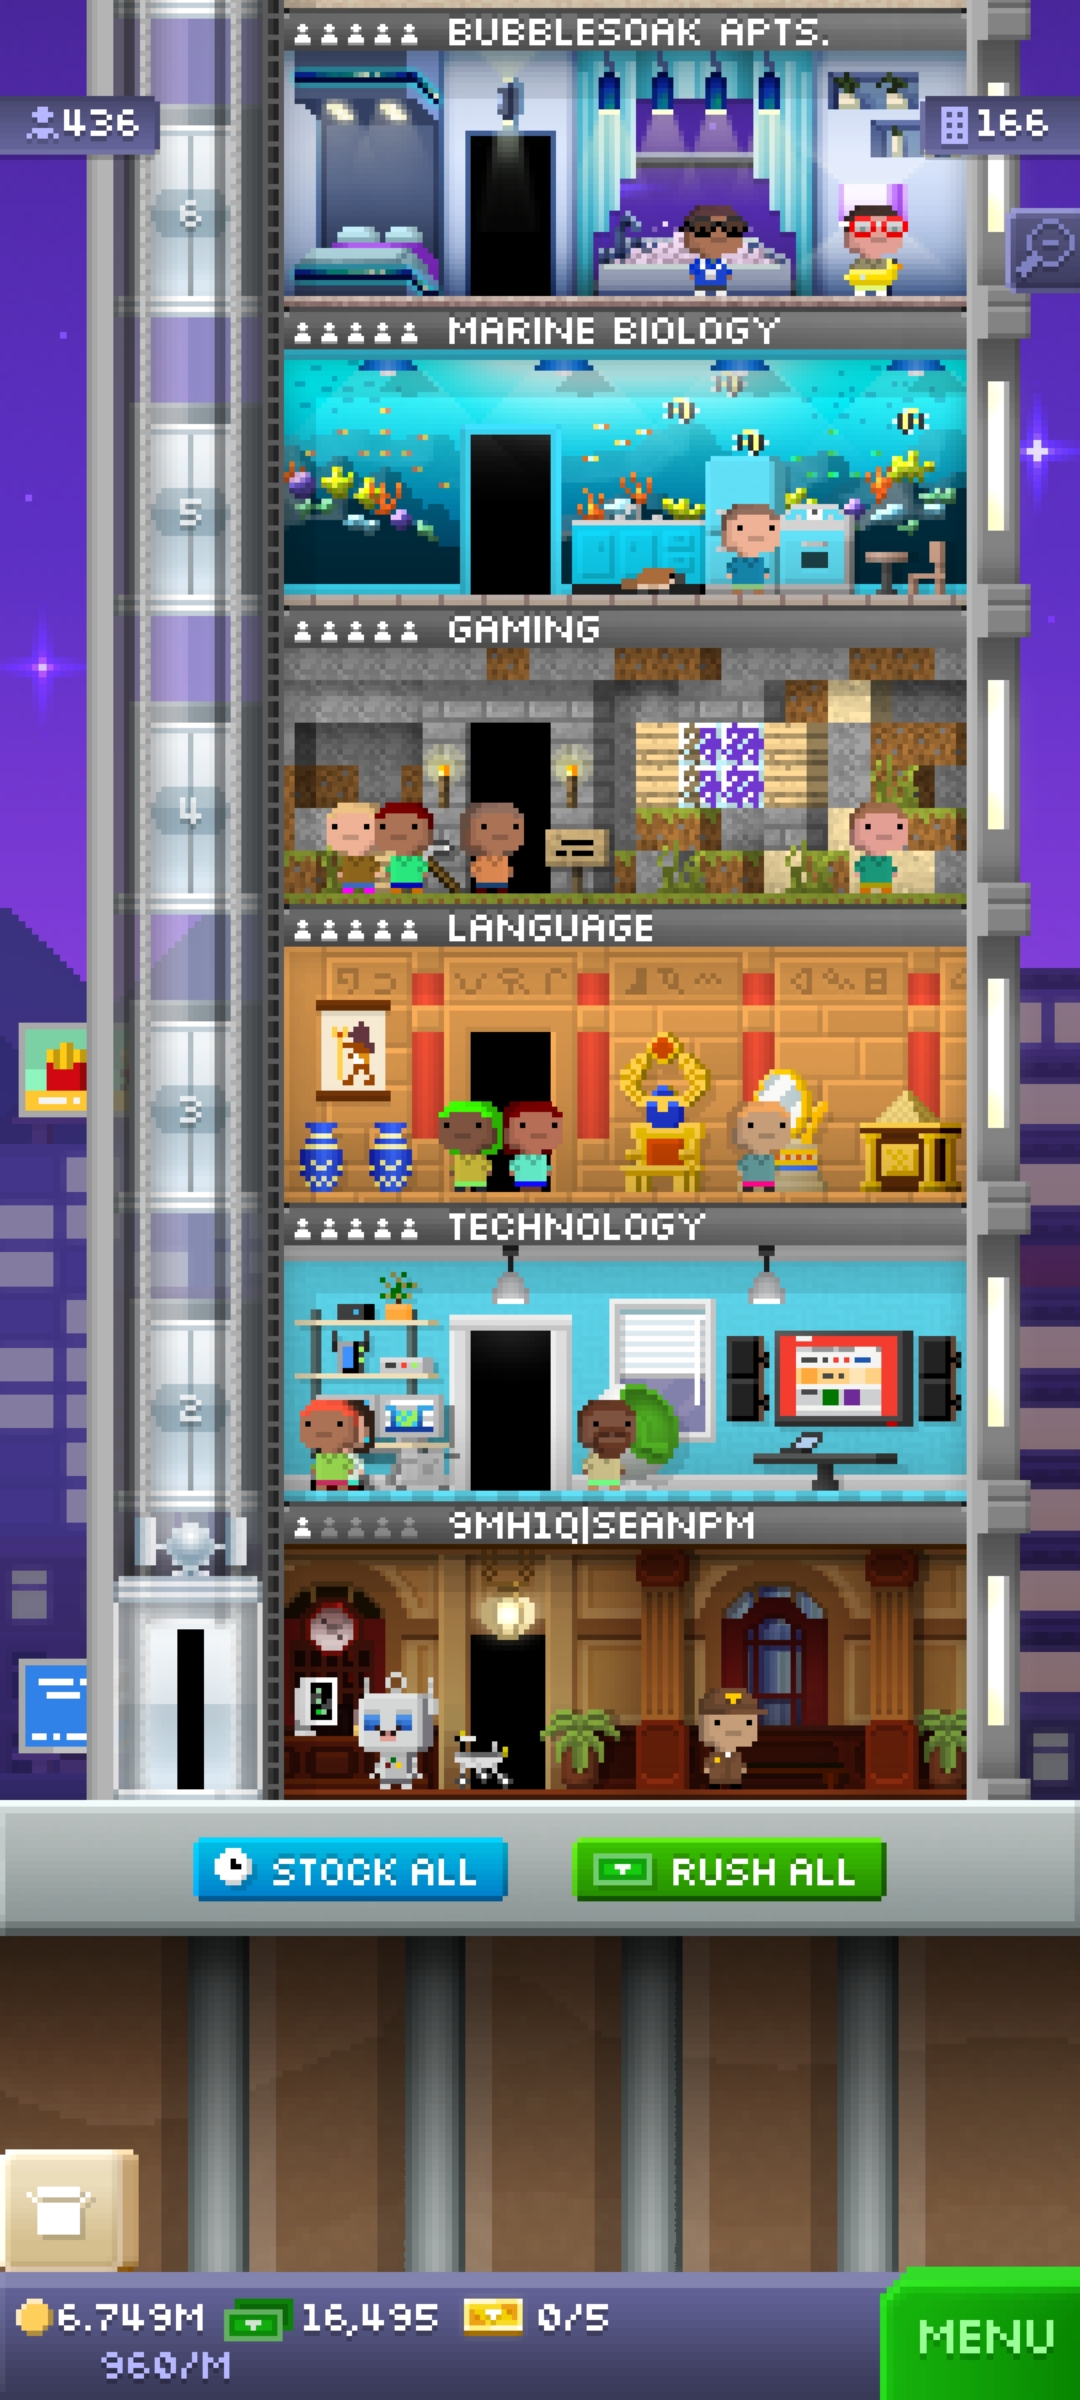 BUBBLESOAK APTS.
436
166
6
MARINE BIOLOGY
5
GAMING
4
LANGUAGE
3
TECHNOLOGY
2
9MH1Q|SEANPM
STOCK ALL
RUSH ALL
6.749M
16,495
0/5
960/M
MENU